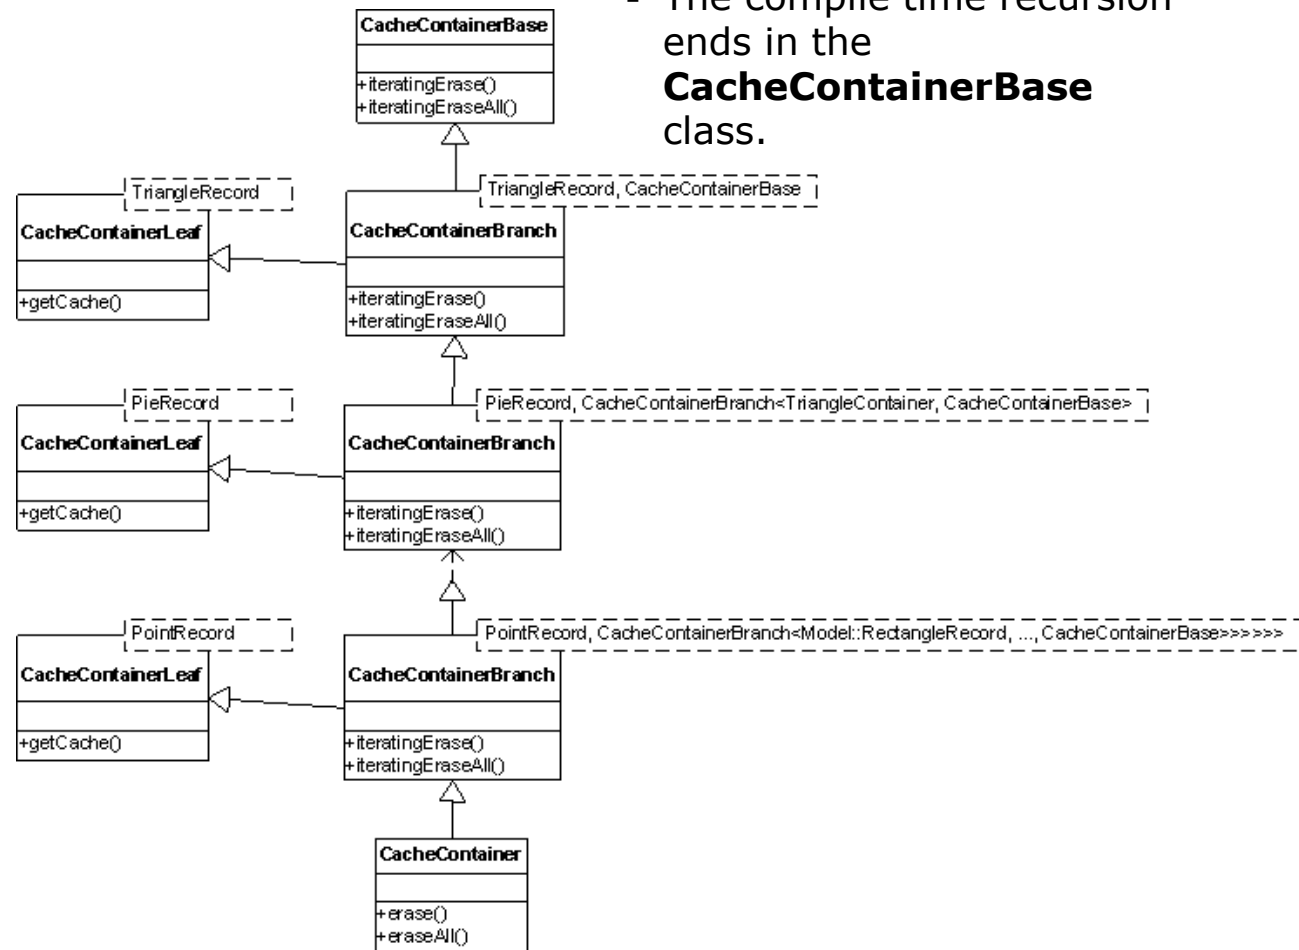 - The compile time recursion
ends in the
CacheContainerBase
class.
CacheContainerBase
+iteratingErase()
+iteratingEraseAll()
TriangleRecord
CacheContainerLeaf
+getCache()
TriangleRecord, CacheContainerBase
CacheContainerBranch
+iteratingErase()
+iteratingEraseAll()
PieRecord
CacheContainerLeaf
+getCache()
PieRecord, CacheContainerBranch<TriangleContainer, CacheContainerBase>
CacheContainerBranch
+iteratingErase()
+iteratingEraseAll()
PointRecord
CacheContainerLeaf
+getCache()
PointRecord, CacheContainerBranch<Model::RectangleRecord, ..., CacheContainerBase>>>>>>
CacheContainerBranch
+iteratingErase()
+iteratingEraseAll()
CacheContainer
+erase()
+eraseAll()